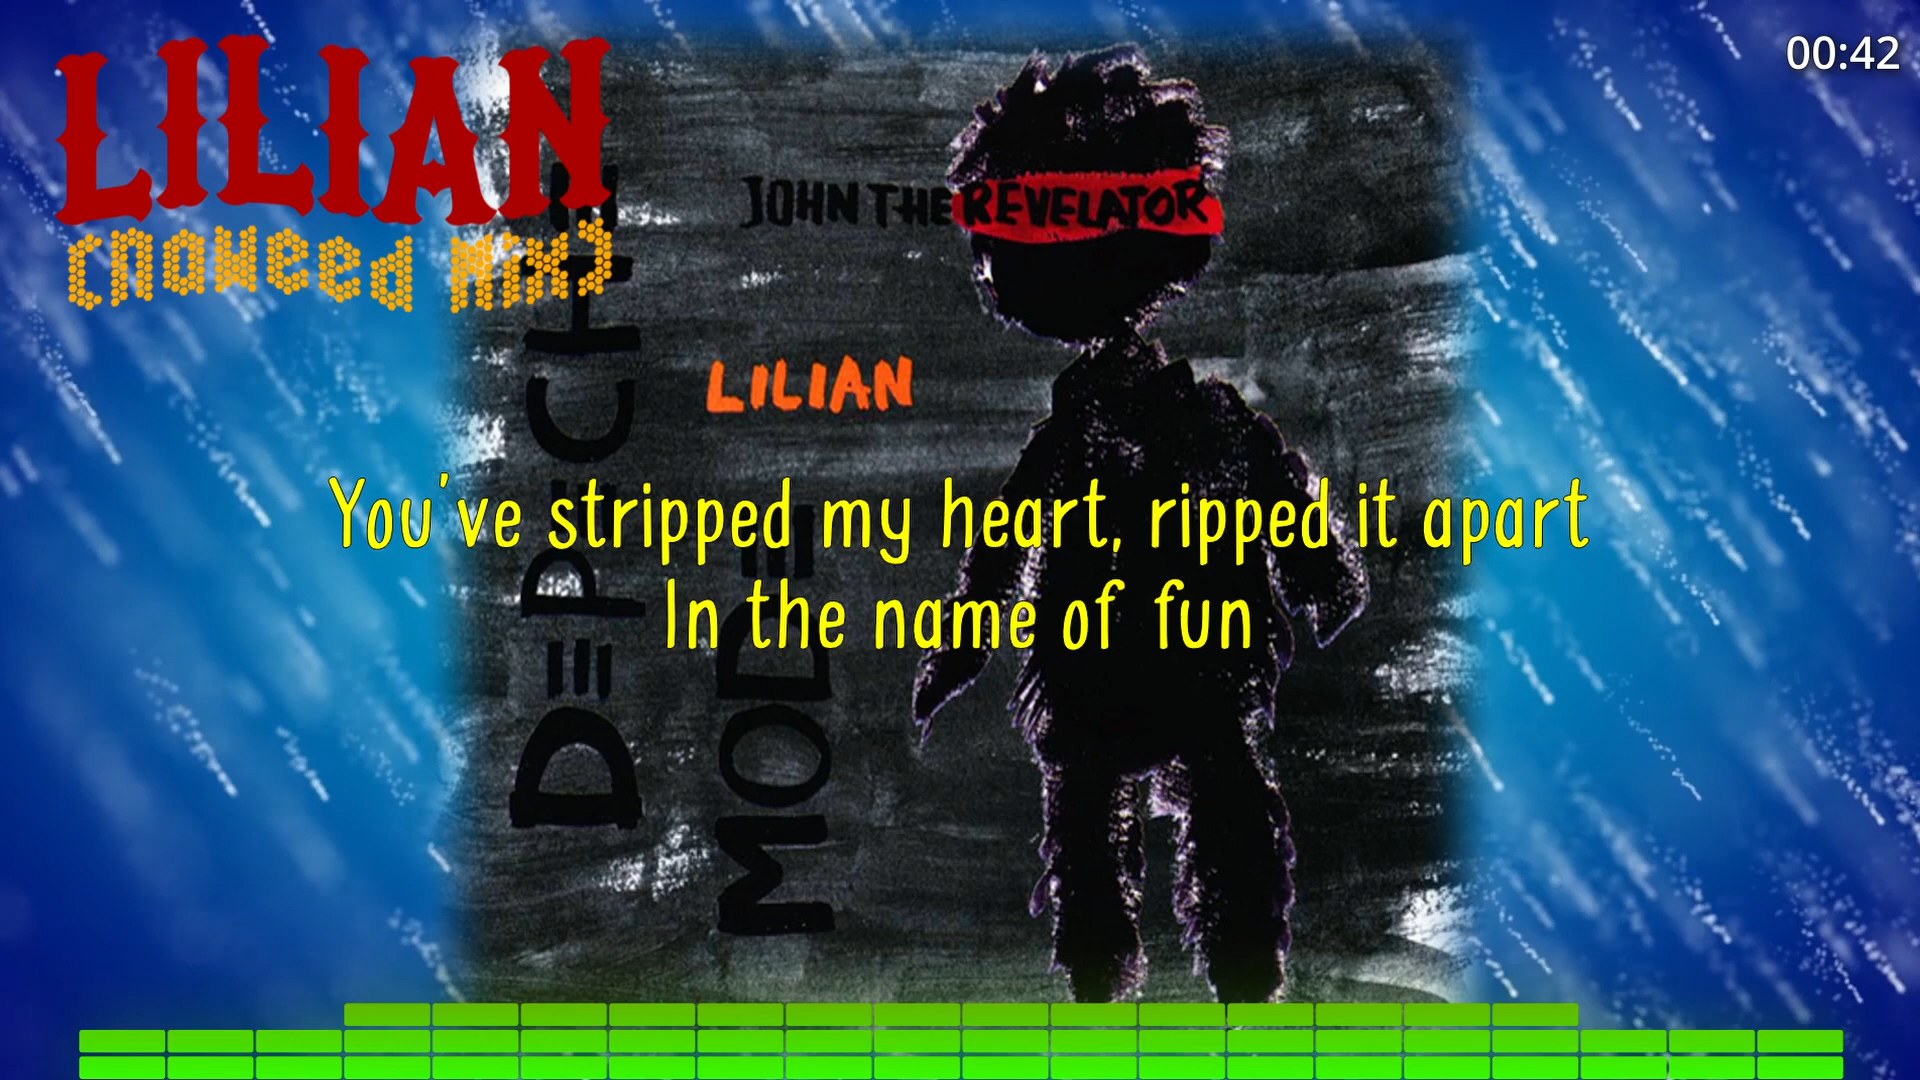 LILIAN
(NoWeed Mix)
00:42
JOHN THE REVELATOR
LILIAN
DEPECHE
MODE
You've stripped my heart, ripped it apart
In the name of fun